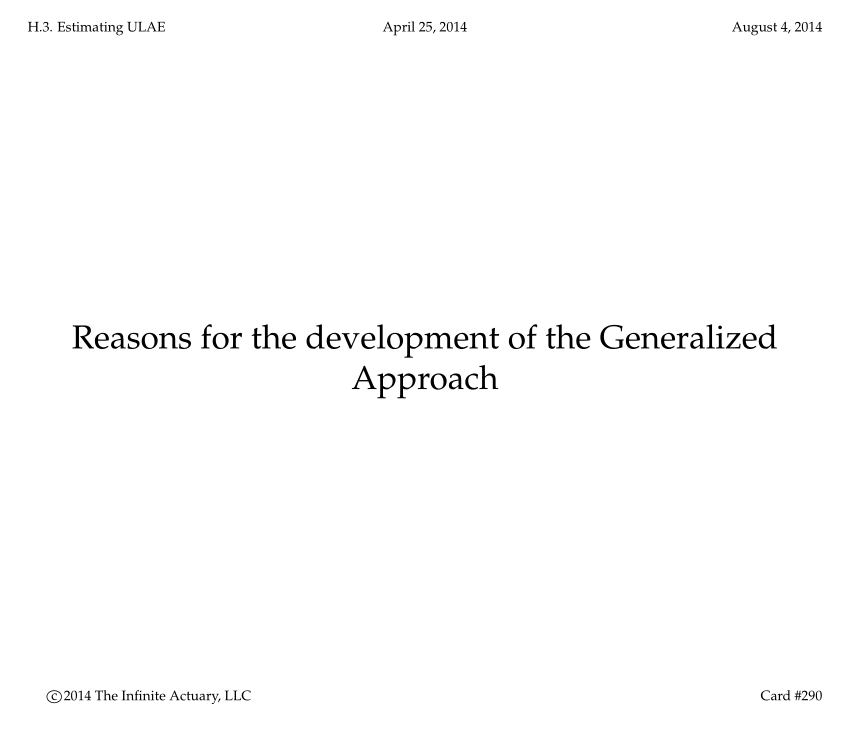 H.3. Estimating ULAE April 25, 2014 August 4, 2014
Reasons for the development of the Generalized
Approach
©2014 The Infinite Actuary, LLC Card #290